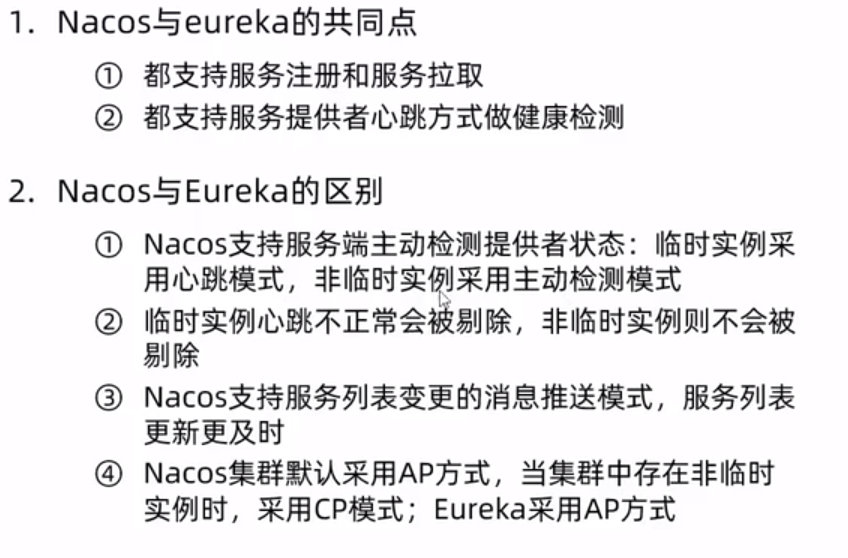 1. Nacos与eureka的共同点
① 都支持服务注册和服务拉取
② 都支持服务提供者心跳方式做健康检测
2. Nacos与Eureka的区别
① Nacos支持服务端主动检测提供者状态：临时实例采
用心跳模式，非临时实例采用主动检测模式
② 临时实例心跳不正常会被剔除，非临时实例则不会被
剔除
③ Nacos支持服务列表变更的消息推送模式，服务列表
更新更及时
④ Nacos集群默认采用AP方式，当集群中存在非临时
实例时，采用CP模式；Eureka采用AP方式